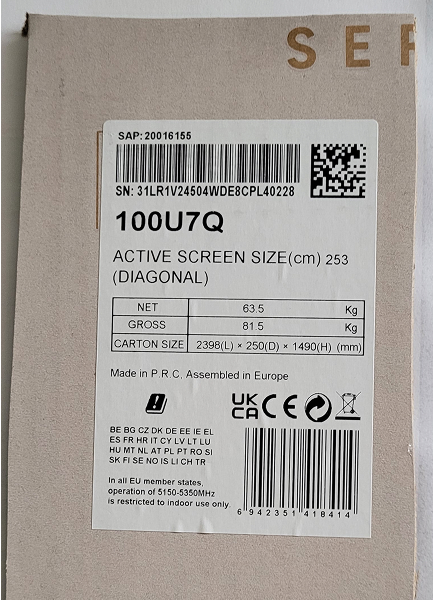 SER
SAP: 20016155
SN: 31LR1V24504WDE8CPL40228
100U7Q
ACTIVE SCREEN SIZE(cm) 253
(DIAGONAL)
NET 63.5 Kg
GROSS 81.5 Kg
CARTON SIZE 2398(L) × 250(D) × 1490(H) (mm)
Made in P.R.C, Assembled in Europe
UK
CA CE
BE BG CZ DK DE EE IE EL
ES FR HR IT CY LV LT LU
HU MT NL AT PL PT RO SI
SK FI SE NO IS LI CH TR
In all EU member states,
operation of 5150-5350MHz
is restricted to indoor use only
6 942351 418414